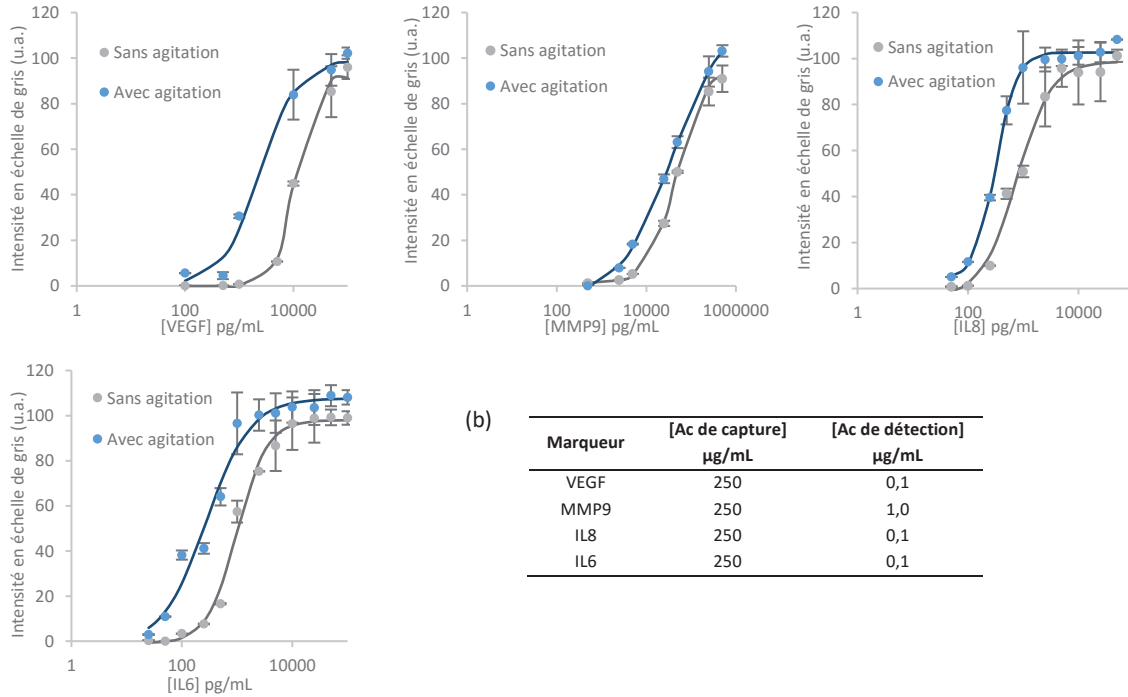 Intensité en échelle de gris (u.a.)
120
100
80
60
40
20
0
Sans agitation
Avec agitation
1
100
10000
[VEGF] pg/mL
Intensité en échelle de gris (u.a.)
120
100
80
60
40
20
0
Sans agitation
Avec agitation
1
100
10000
1000000
[MMP9] pg/mL
Intensité en échelle de gris (u.a.)
120
100
80
60
40
20
0
Sans agitation
Avec agitation
1
100
10000
[IL8] pg/mL
Intensité en échelle de gris (u.a.)
120
100
80
60
40
20
0
Sans agitation
Avec agitation
1
100
10000
[IL6] pg/mL
(b)
Marqueur [Ac de capture] µg/mL [Ac de détection] µg/mL
VEGF 250 0,1
MMP9 250 1,0
IL8 250 0,1
IL6 250 0,1